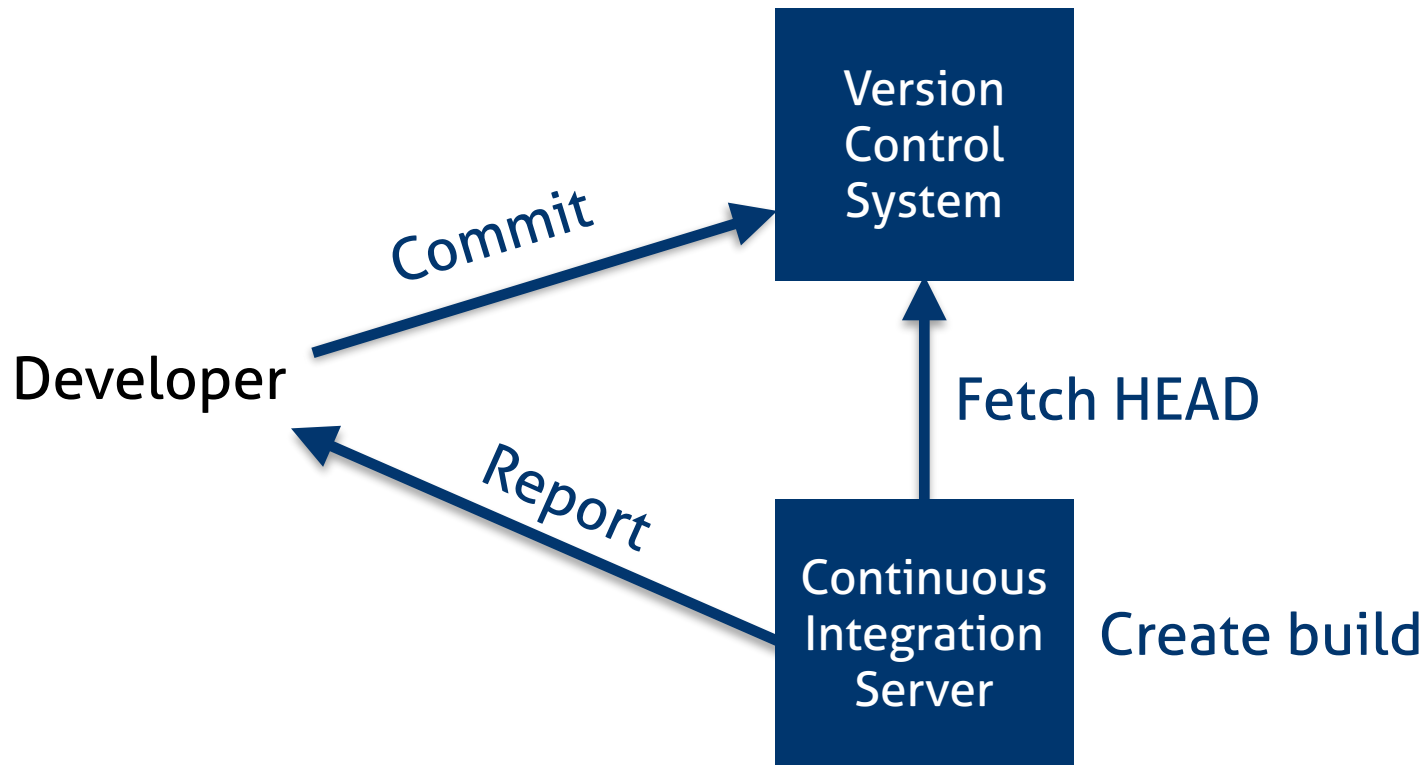 Version
Control
System
Commit
Developer
Fetch HEAD
Report
Continuous
Integration
Server
Create build